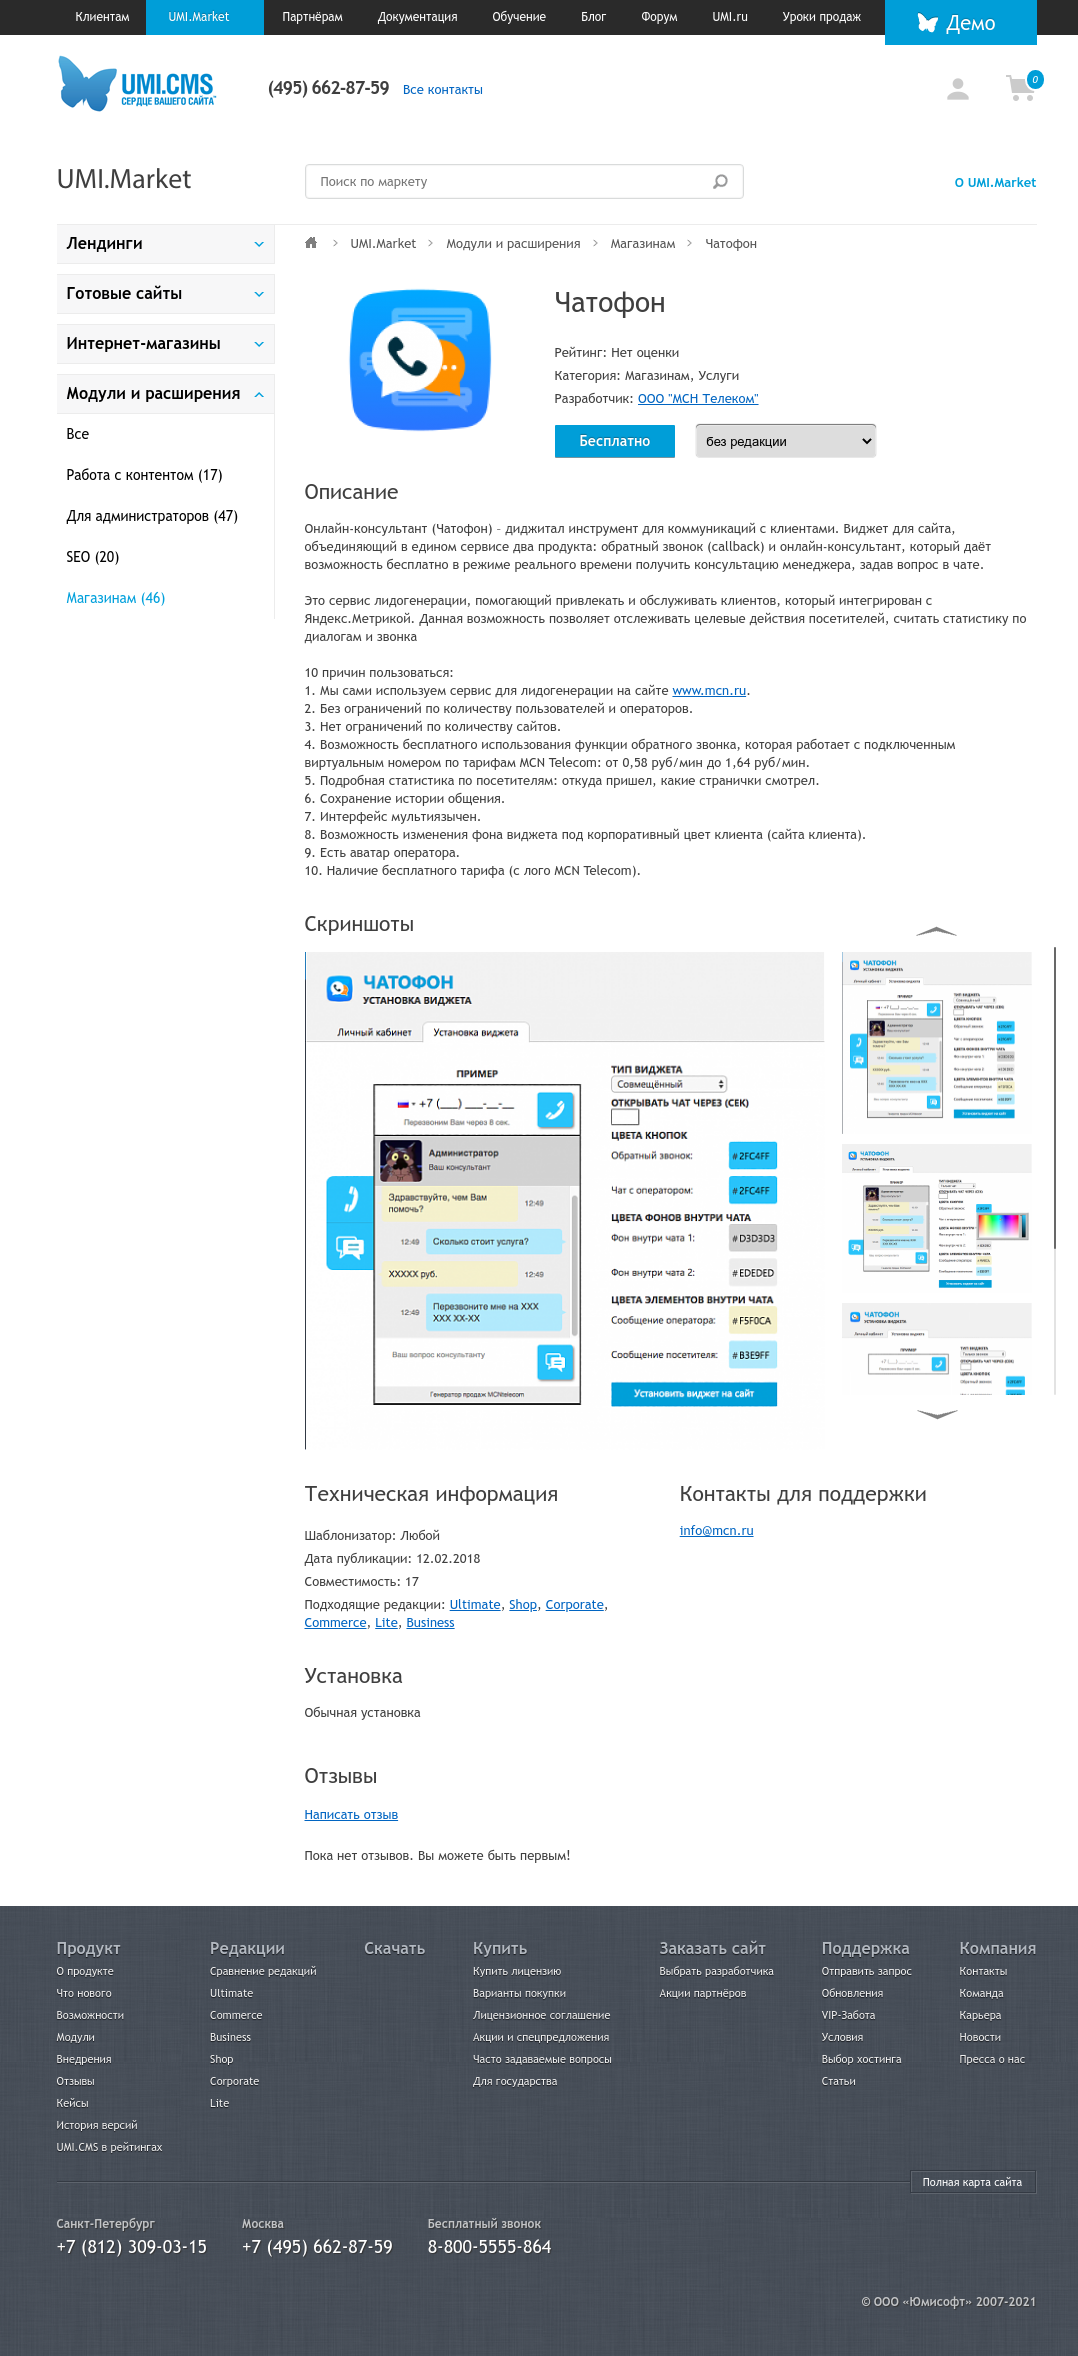 Клиентам UMI.Market Партнёрам Документация Обучение Блог Форум UMI.ru Уроки продаж Демо
UMI.CMS
СЕРДЦЕ ВАШЕГО САЙТА™
(495) 662-87-59 Все контакты
0
UMI.Market
Поиск по маркету
О UMI.Market
Лендинги
Готовые сайты
Интернет-магазины
Модули и расширения
Все
Работа с контентом (17)
Для администраторов (47)
SEO (20)
Магазинам (46)
UMI.Market Модули и расширения Магазинам Чатофон
Чатофон
Рейтинг: Нет оценки
Категория: Магазинам, Услуги
Разработчик: ООО "МСН Телеком"
Бесплатно без редакции
Описание
Онлайн-консультант (Чатофон) - диджитал инструмент для коммуникаций с клиентами. Виджет для сайта,
объединяющий в едином сервисе два продукта: обратный звонок (callback) и онлайн-консультант, который даёт
возможность бесплатно в режиме реального времени получить консультацию менеджера, задав вопрос в чате.
Это сервис лидогенерации, помогающий привлекать и обслуживать клиентов, который интегрирован с
Яндекс.Метрикой. Данная возможность позволяет отслеживать целевые действия посетителей, считать статистику по
диалогам и звонка
10 причин пользоваться:
1. Мы сами используем сервис для лидогенерации на сайте www.mcn.ru.
2. Без ограничений по количеству пользователей и операторов.
3. Нет ограничений по количеству сайтов.
4. Возможность бесплатного использования функции обратного звонка, которая работает с подключенным
виртуальным номером по тарифам MCN Telecom: от 0,58 руб/мин до 1,64 руб/мин.
5. Подробная статистика по посетителям: откуда пришел, какие странички смотрел.
6. Сохранение истории общения.
7. Интерфейс мультиязычен.
8. Возможность изменения фона виджета под корпоративный цвет клиента (сайта клиента).
9. Есть аватар оператора.
10. Наличие бесплатного тарифа (с лого MCN Telecom).
Скриншоты
ЧАТОФОН
УСТАНОВКА ВИДЖЕТА
Личный кабинет Установка виджета
ПРИМЕР
+7 (___) ___-__-__
Перезвоним Вам через 8 сек.
Администратор
Ваш консультант
Здравствуйте, чем Вам
помочь?
12:49
12:49 Сколько стоит услуга?
XXXXX руб. 12:49
12:49 Перезвоните мне на XXX
XXX XX-XX
Ваш вопрос консультанту
Генератор продаж MCNtelecom
ТИП ВИДЖЕТА
Совмещённый
ОТКРЫВАТЬ ЧАТ ЧЕРЕЗ (СЕК)
ЦВЕТА КНОПОК
Обратный звонок: #2FC4FF
Чат с оператором: #2FC4FF
ЦВЕТА ФОНОВ ВНУТРИ ЧАТА
Фон внутри чата 1: #D3D3D3
Фон внутри чата 2: #EDEDED
ЦВЕТА ЭЛЕМЕНТОВ ВНУТРИ ЧАТА
Сообщение оператора: #F5F0CA
Сообщение посетителя: #B3E9FF
Установить виджет на сайт
Техническая информация
Шаблонизатор: Любой
Дата публикации: 12.02.2018
Совместимость: 17
Подходящие редакции: Ultimate, Shop, Corporate,
Commerce, Lite, Business
Контакты для поддержки
info@mcn.ru
Установка
Обычная установка
Отзывы
Написать отзыв
Пока нет отзывов. Вы можете быть первым!
Продукт
О продукте
Что нового
Возможности
Модули
Внедрения
Отзывы
Кейсы
История версий
UMI.CMS в рейтингах
Редакции
Сравнение редакций
Ultimate
Commerce
Business
Shop
Corporate
Lite
Скачать
Купить
Купить лицензию
Варианты покупки
Лицензионное соглашение
Акции и спецпредложения
Часто задаваемые вопросы
Для государства
Заказать сайт
Выбрать разработчика
Акции партнёров
Поддержка
Отправить запрос
Обновления
VIP-Забота
Условия
Выбор хостинга
Статьи
Компания
Контакты
Команда
Карьера
Новости
Пресса о нас
Полная карта сайта
Санкт-Петербург
+7 (812) 309-03-15
Москва
+7 (495) 662-87-59
Бесплатный звонок
8-800-5555-864
© ООО «Юмисофт» 2007-2021